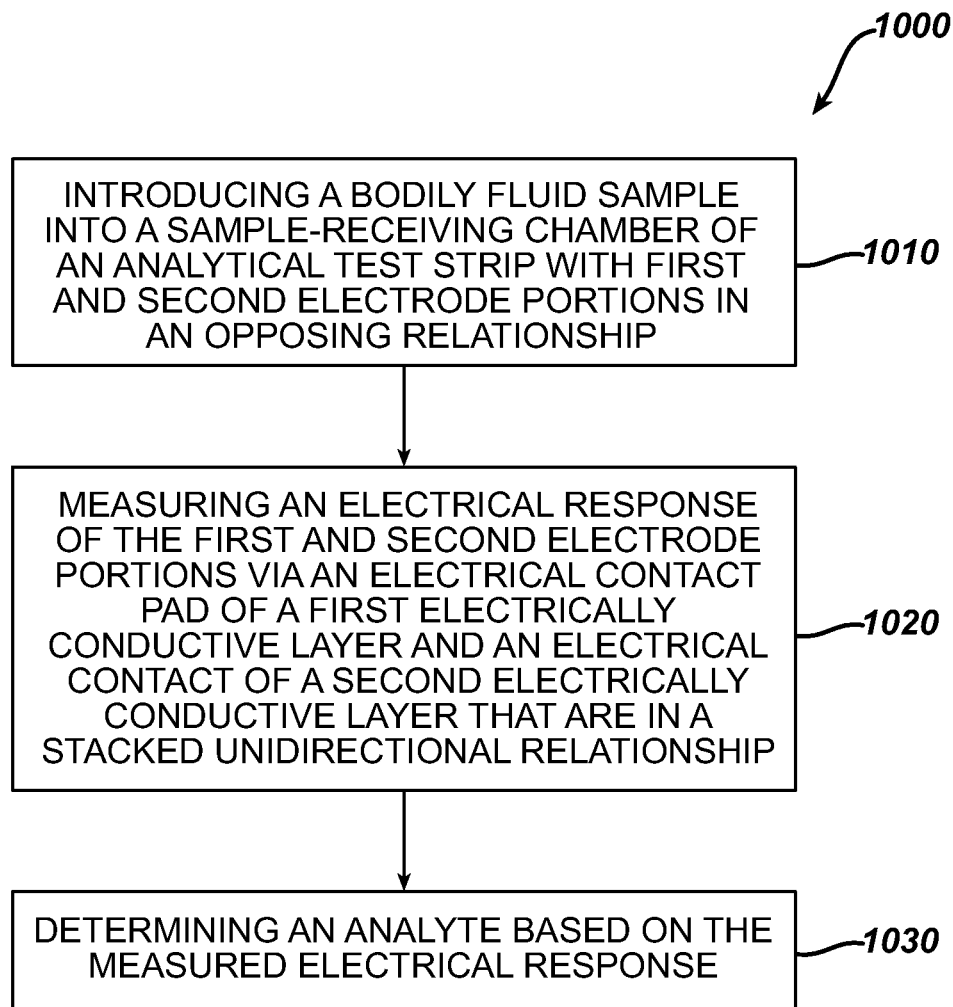 1000
INTRODUCING A BODILY FLUID SAMPLE
INTO A SAMPLE-RECEIVING CHAMBER OF
AN ANALYTICAL TEST STRIP WITH FIRST
AND SECOND ELECTRODE PORTIONS IN
AN OPPOSING RELATIONSHIP
1010
MEASURING AN ELECTRICAL RESPONSE
OF THE FIRST AND SECOND ELECTRODE
PORTIONS VIA AN ELECTRICAL CONTACT
PAD OF A FIRST ELECTRICALLY
CONDUCTIVE LAYER AND AN ELECTRICAL
CONTACT OF A SECOND ELECTRICALLY
CONDUCTIVE LAYER THAT ARE IN A
STACKED UNIDIRECTIONAL RELATIONSHIP
1020
DETERMINING AN ANALYTE BASED ON THE
MEASURED ELECTRICAL RESPONSE
1030